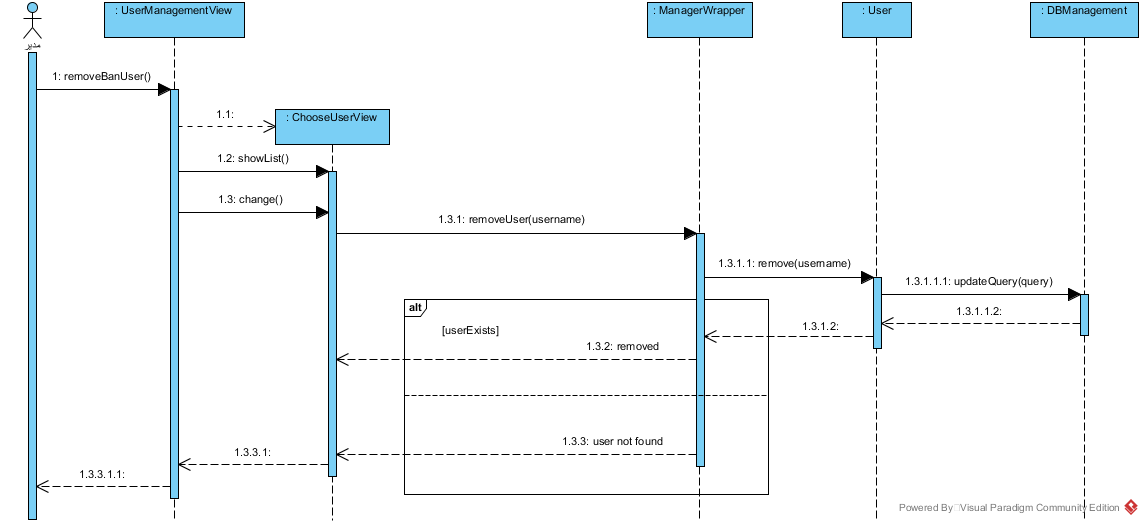 : UserManagementView
: ManagerWrapper
: User
: DBManagement
مدير
1: removeBanUser()
1.1:
: ChooseUserView
1.2: showList()
1.3: change()
1.3.1: removeUser(username)
1.3.1.1: remove(username)
1.3.1.1.1: updateQuery(query)
alt
1.3.1.1.2:
[userExists]
1.3.1.2:
1.3.2: removed
1.3.3: user not found
1.3.3.1:
1.3.3.1.1:
Powered By Visual Paradigm Community Edition